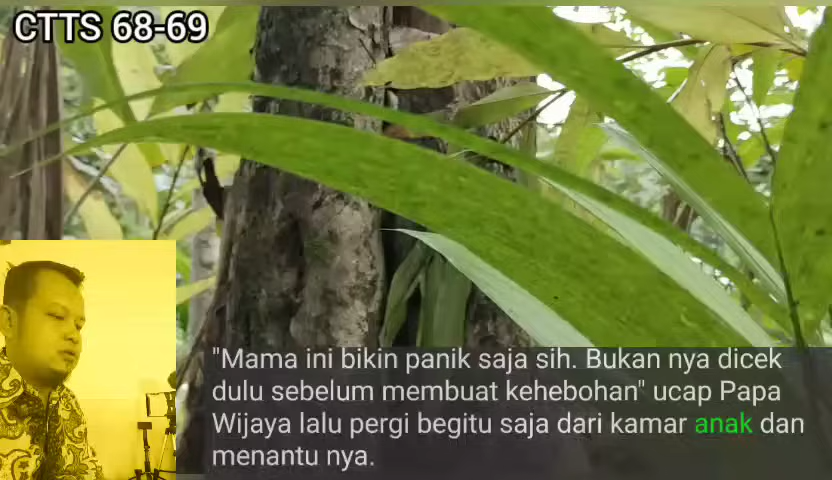 CTTS 68-69
"Mama ini bikin panik saja sih. Bukan nya dicek
dulu sebelum membuat kehebohan" ucap Papa
Wijaya lalu pergi begitu saja dari kamar anak dan
menantu nya.